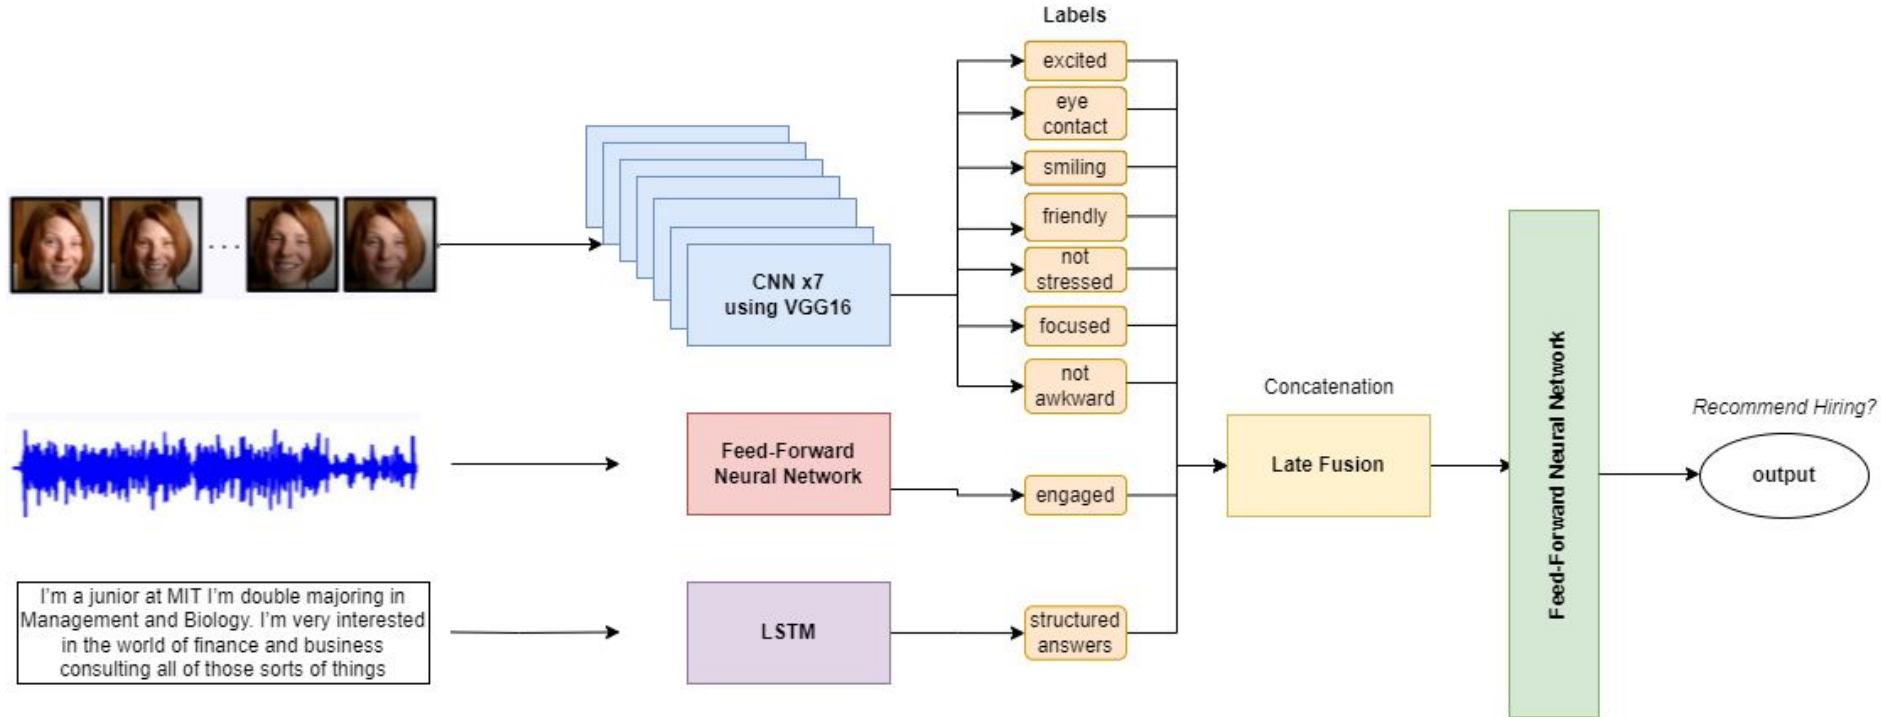 Labels
excited
eye
contact
smiling
friendly
not
stressed
focused
not
awkward
CNN x7
using VGG16
Feed-Forward
Neural Network
engaged
I'm a junior at MIT I'm double majoring in
Management and Biology. I'm very interested
in the world of finance and business
consulting all of those sorts of things
LSTM
structured
answers
Concatenation
Late Fusion
Feed-Forward Neural Network
Recommend Hiring?
output